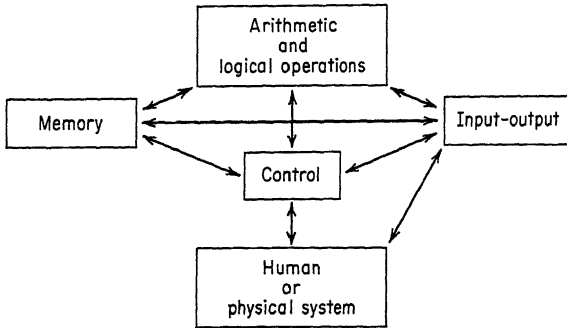 Arithmetic
and
logical operations
Memory
Input-output
Control
Human
or
physical system